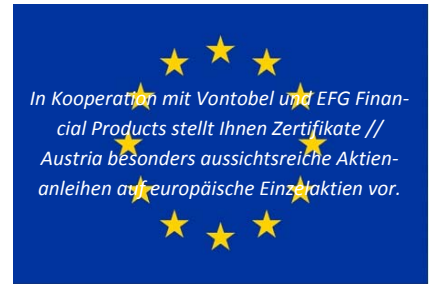 In Kooperation mit Vontobel und EFG Finan-
cial Products stellt Ihnen Zertifikate //
Austria besonders aussichtsreiche Aktien-
anleihen auf europäische Einzelaktien vor.